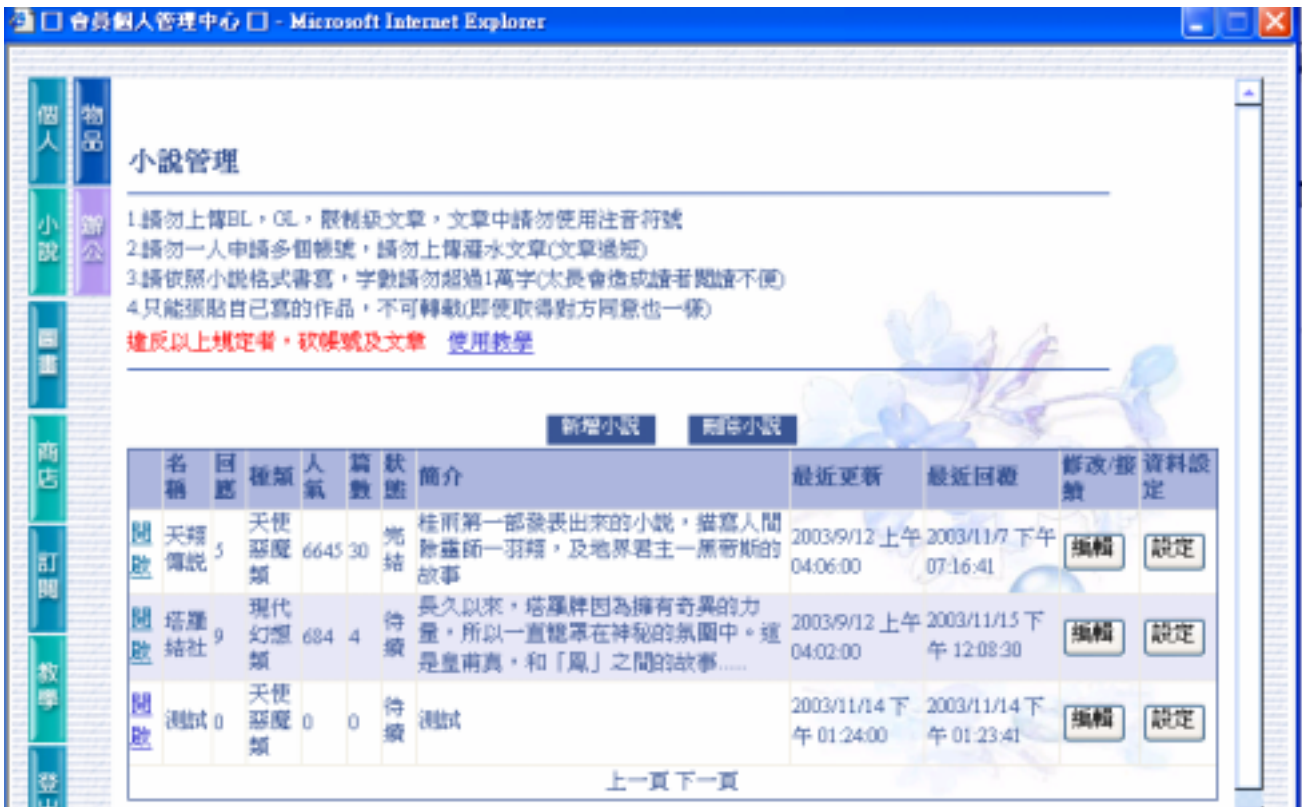 會員個人管理中心 - Microsoft Internet Explorer
個人
物品
小說
辦公
圖畫
商店
訂閱
教學
登出
小說管理
1.請勿上傳BL，GL，限制級文章，文章中請勿使用注音符號
2.請勿一人申請多個帳號，請勿上傳灌水文章(文章過短)
3.請依照小說格式書寫，字數請勿超過1萬字(太長會造成讀者閱讀不便)
4.只能張貼自己寫的作品，不可轉載(即使取得對方同意也一樣)
違反以上規定者，砍帳號及文章 使用教學
新增小說 刪除小說
名稱 回應 種類 人氣 篇數 狀態 簡介 最近更新 最近回覆 修改/接續 資料設定
開啟 天翔傳說 5 天使惡魔類 6645 30 完結 桂雨第一部發表出來的小說，描寫人間除靈師—羽翔，及地界君主—黑帝斯的故事 2003/9/12 上午 04:06:00 2003/11/7 下午 07:16:41 編輯 設定
開啟 塔羅結社 9 現代幻想類 684 4 待續 長久以來，塔羅牌因為擁有奇異的力量，所以一直籠罩在神秘的氛圍中。這是皇甫真，和「鳳」之間的故事...... 2003/9/12 上午 04:02:00 2003/11/15 下午 12:08:30 編輯 設定
開啟 測試 0 天使惡魔類 0 0 待續 測試 2003/11/14 下午 01:24:00 2003/11/14 下午 01:23:41 編輯 設定
上一頁 下一頁